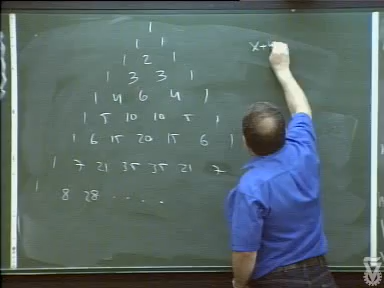 1
1 1
1 2 1
1 3 3 1
1 4 6 4 1
1 5 10 10 5 1
1 6 15 20 15 6 1
1 7 21 35 35 21 7
1 8 28 . . . .
x+